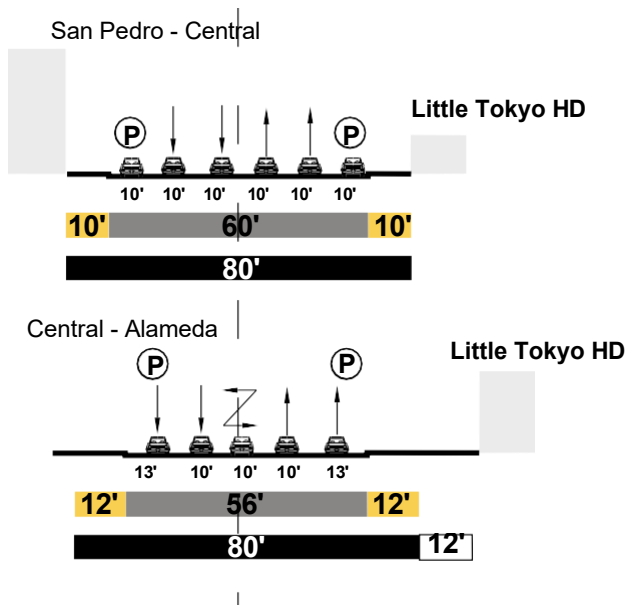 San Pedro - Central
Little Tokyo HD
P P
10' 10' 10' 10' 10' 10'
10' 60' 10'
80'
Central - Alameda
Little Tokyo HD
P P
13' 10' 10' 10' 13'
12' 56' 12'
80' 12'